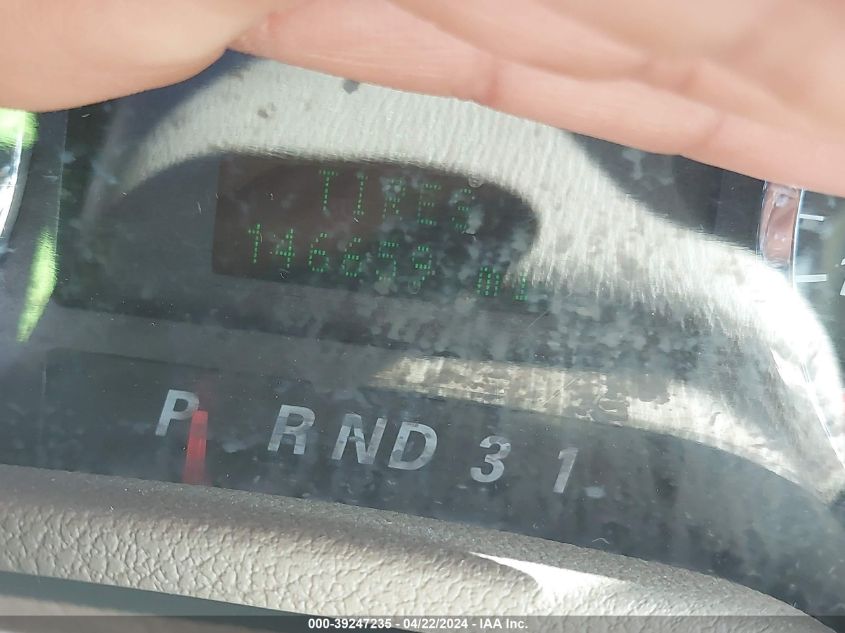 TIRES
146659 mi
P R N D 3 1
000-39247235 - 04/22/2024 - IAA Inc.